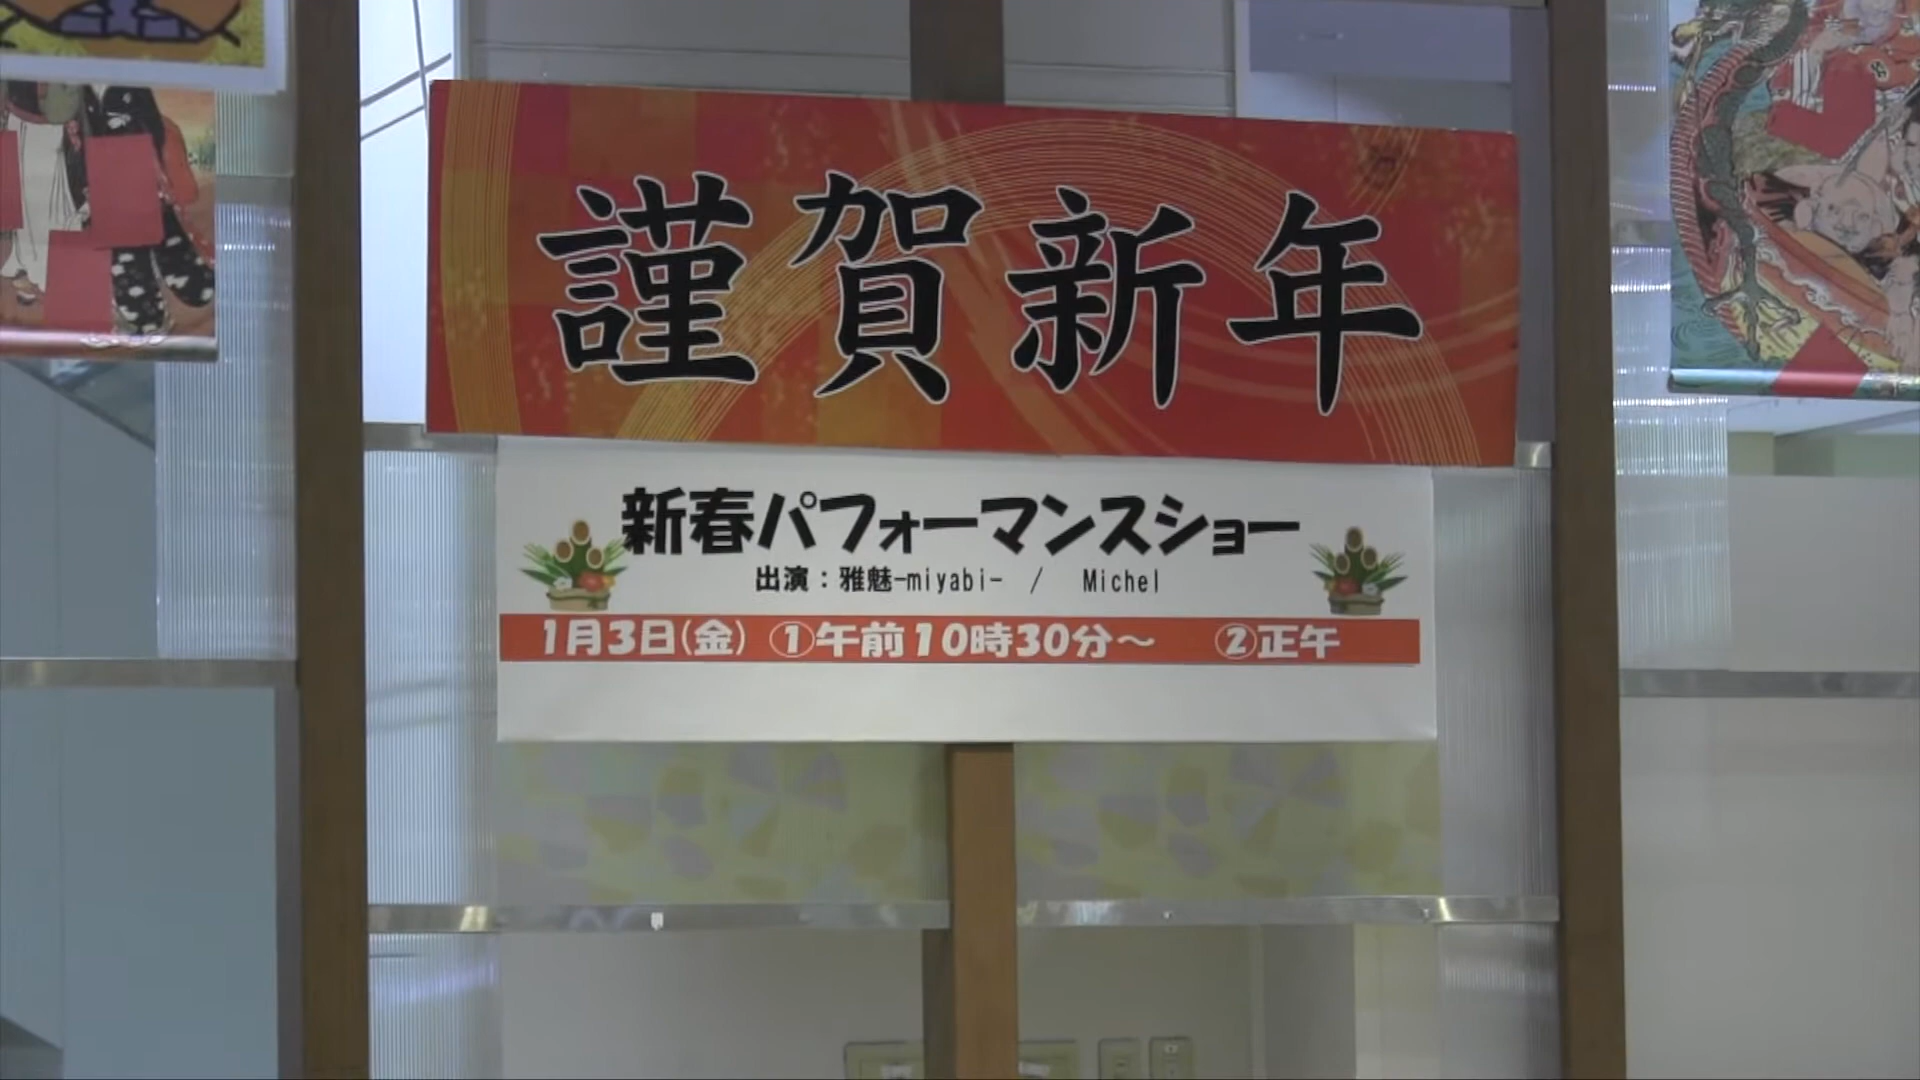 謹賀新年
新春パフォーマンスショー
出演：雅魅-miyabi- / Michel
1月3日(金) ①午前10時30分～ ②正午